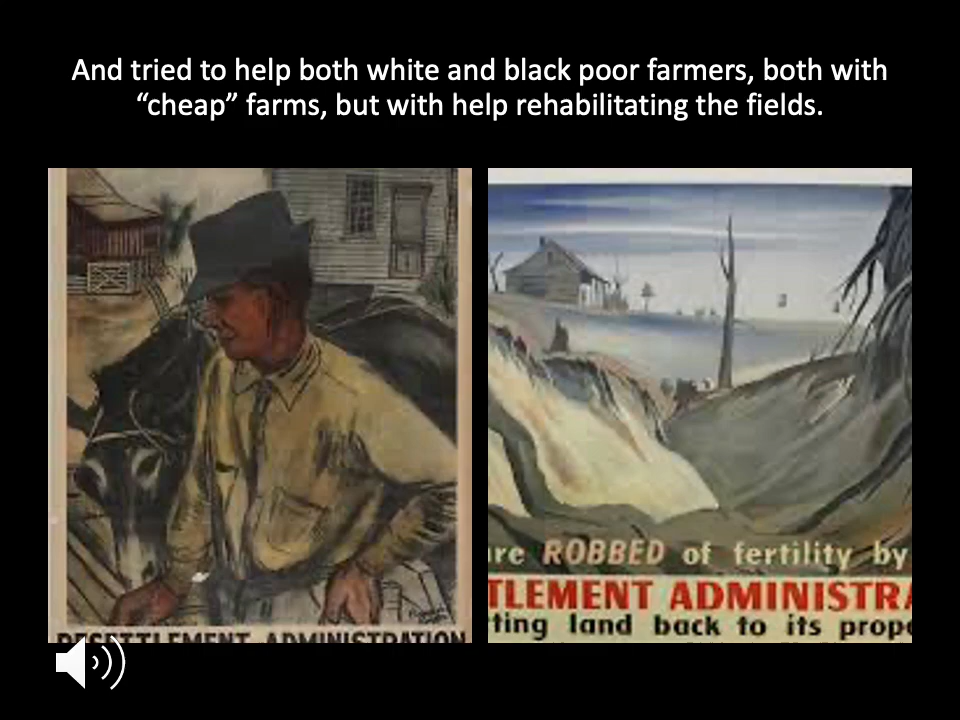 And tried to help both white and black poor farmers, both with
“cheap” farms, but with help rehabilitating the fields.
RESETTLEMENT ADMINISTRATION
re ROBBED of fertility by
TLEMENT ADMINISTRA
ting land back to its prope